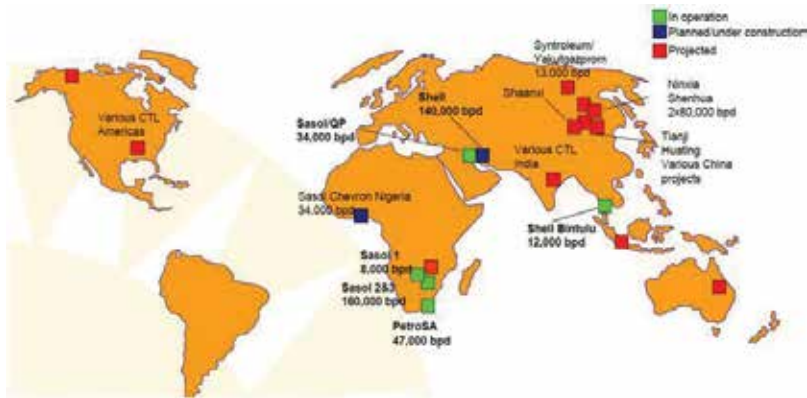 In operation
Planned/under construction
Projected
Syntroleum/
Yakutgazprom
13,000 bpd
Shell
140,000 bpd
Shaanxi
Ninxia
Shenhua
2x80,000 bpd
Sasol/QP
34,000 bpd
Various CTL
Americas
Various CTL
India
Tianji
Huating
Various China
projects
Sasol Chevron Nigeria
34,000 bpd
Shell Bintulu
12,000 bpd
Sasol 1
8,000 bpd
Sasol 2&3
160,000 bpd
PetroSA
47,000 bpd